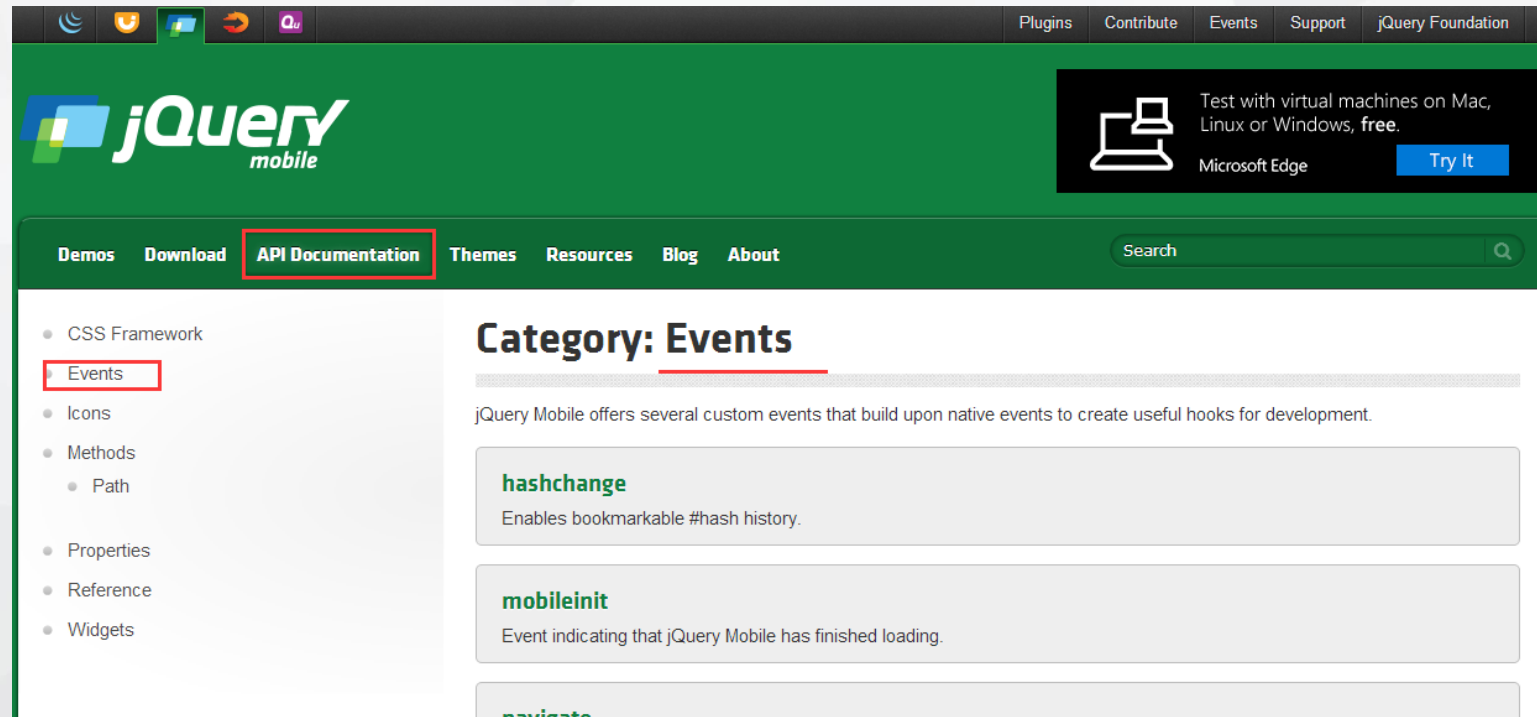 Plugins Contribute Events Support jQuery Foundation
jQuery
mobile
Test with virtual machines on Mac,
Linux or Windows, free.
Microsoft Edge
Try It
Demos Download API Documentation Themes Resources Blog About
Search
CSS Framework
Events
Icons
Methods
Path
Properties
Reference
Widgets
Category: Events
jQuery Mobile offers several custom events that build upon native events to create useful hooks for development.
hashchange
Enables bookmarkable #hash history.
mobileinit
Event indicating that jQuery Mobile has finished loading.
navigate